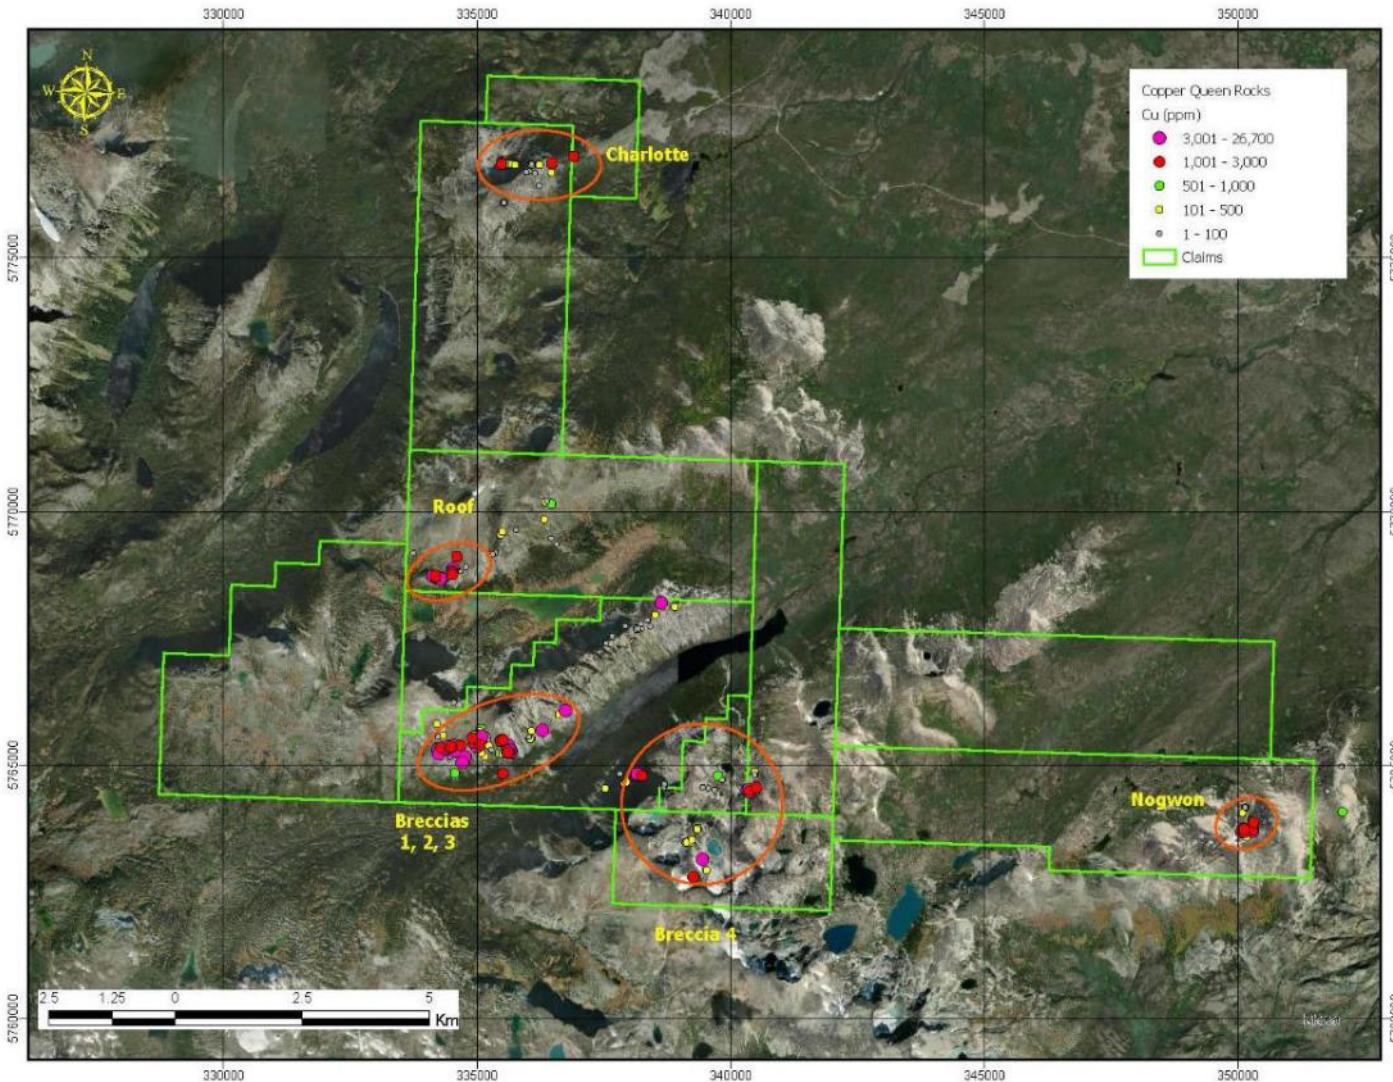 330000 335000 340000 345000 350000
N
W E
S
Copper Queen Rocks
Cu (ppm)
3,001 - 26,700
1,001 - 3,000
501 - 1,000
101 - 500
1 - 100
Claims
Charlotte
5775000
Roof
5770000
5765000
Nogwon
Breccias
1, 2, 3
Breccia 4
2.5 1.25 0 2.5 5
Km
5760000
330000 335000 340000 345000 350000